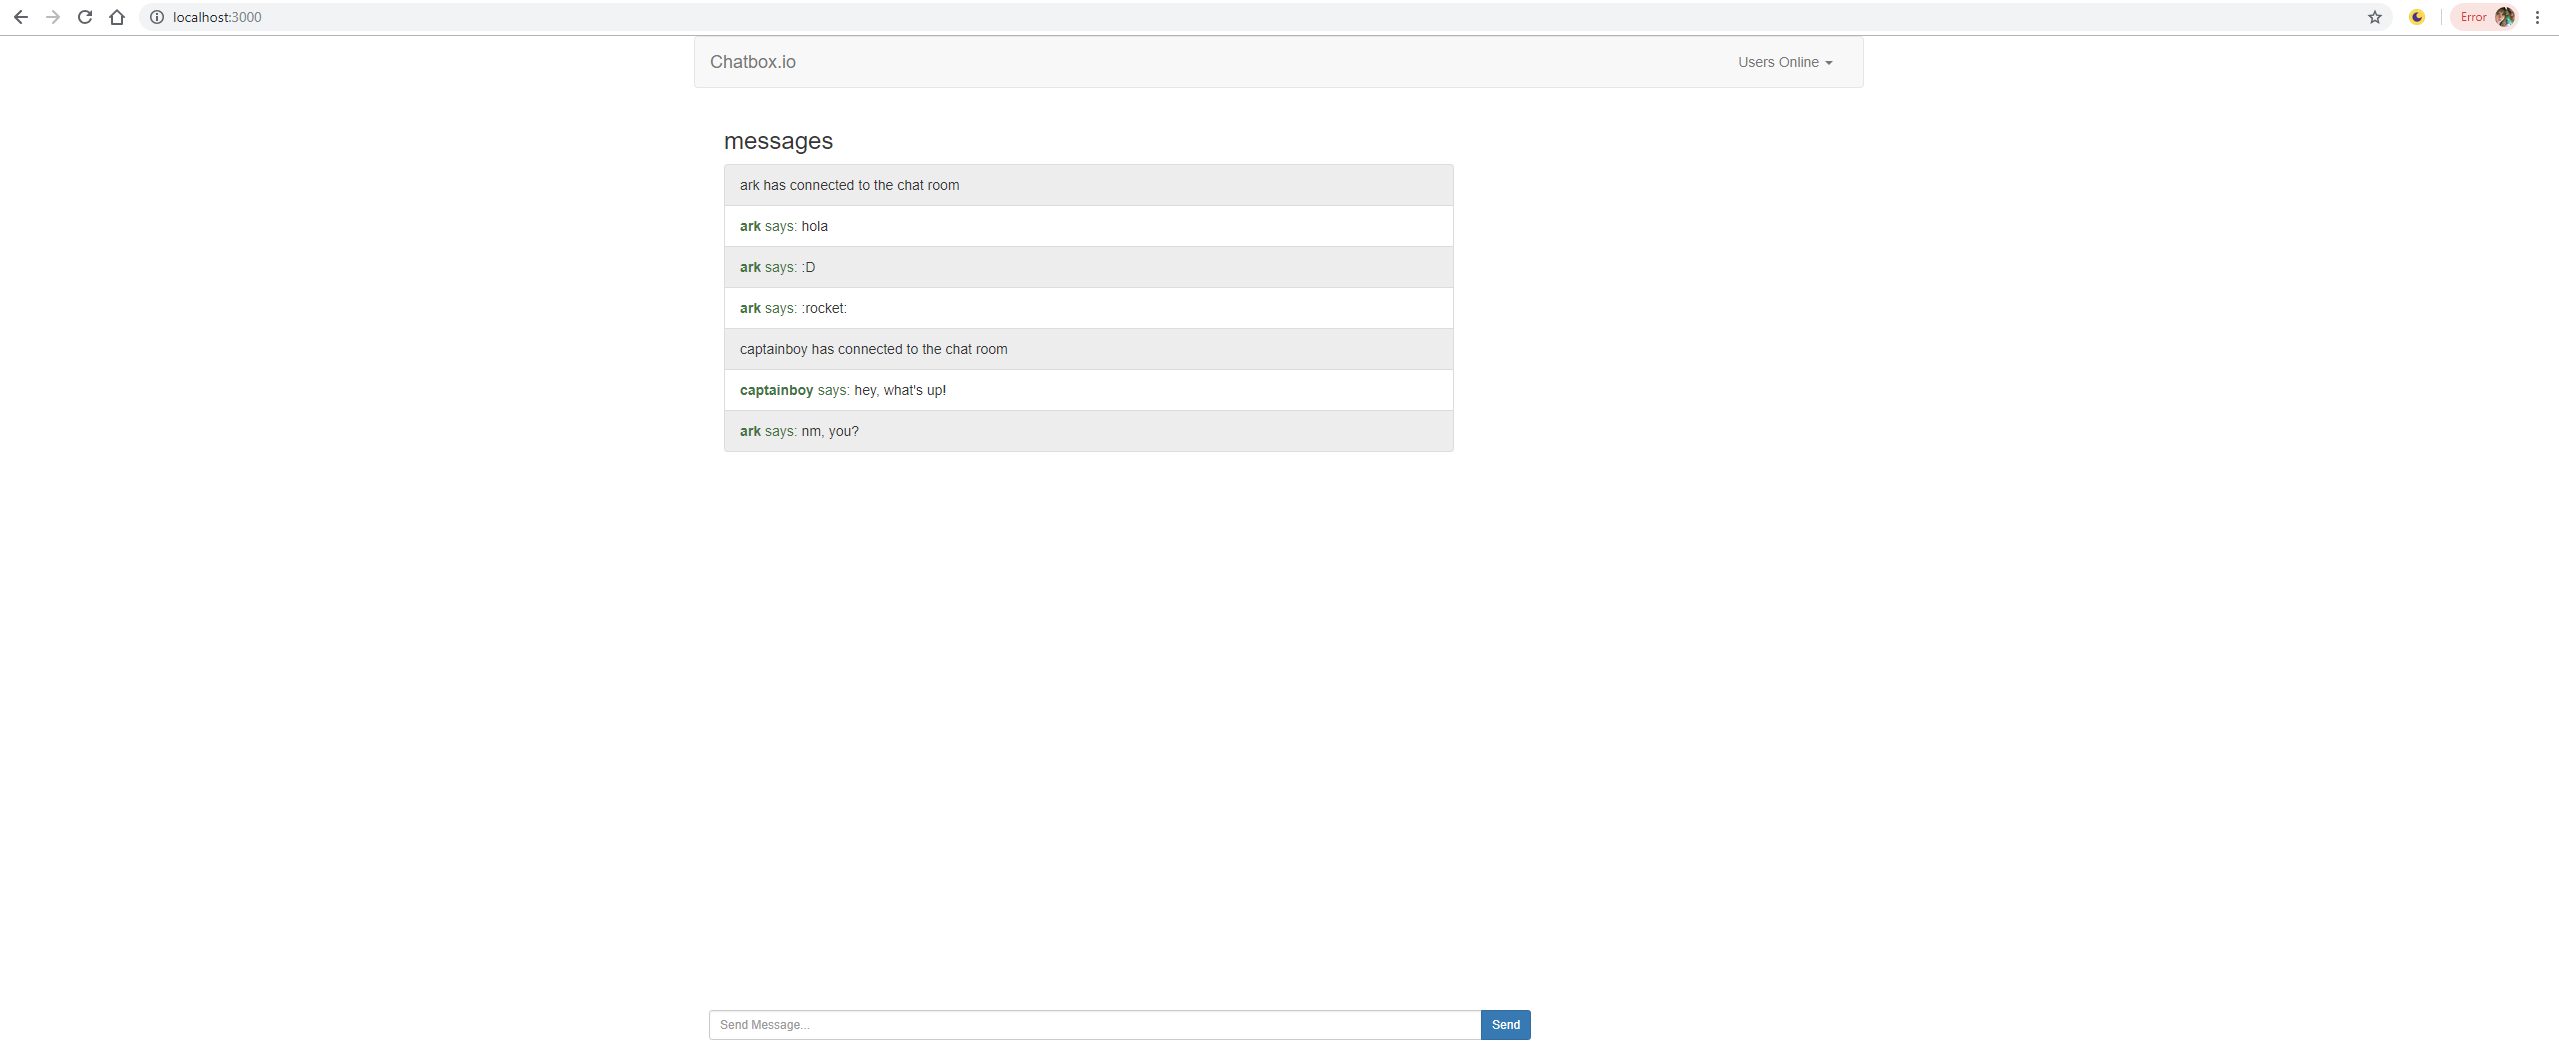 localhost:3000
Error
Chatbox.io
Users Online
messages
ark has connected to the chat room
ark says: hola
ark says: :D
ark says: :rocket:
captainboy has connected to the chat room
captainboy says: hey, what's up!
ark says: nm, you?
Send Message...
Send